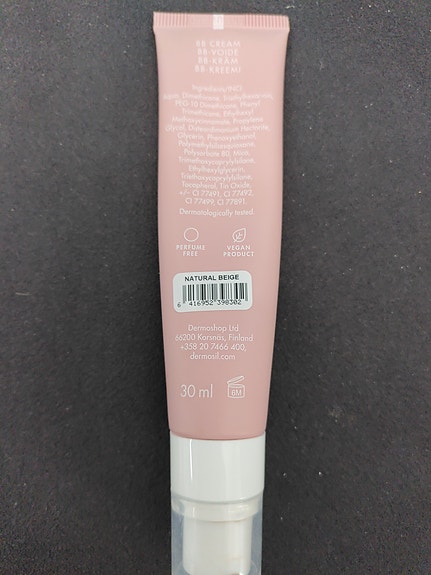 BB-CREAM
BB-VOIDE
BB-KRÄM
BB-KREEMI
Ingredients/INCI:
Dimethicone, Triethylhexanoin,
PEG-10 Dimethicone, Phenyl
Trimethicone, Ethylhexyl
Methoxycinnamate, Propylene
Glycol, Disteardimonium Hectorite,
Glycerin, Phenoxyethanol,
Polymethylsilsesquioxane,
Polysorbate 80, Mica,
Trimethoxycaprylylsilane,
Ethylhexylglycerin,
Triethoxycaprylylsilane,
Tocopherol, Tin Oxide,
+/- CI 77491, CI 77492,
CI 77499, CI 77891.
Dermatologically tested.
PERFUME
FREE
VEGAN
PRODUCT
NATURAL BEIGE
6 416952 398302
Dermoshop Ltd
66200 Korsnäs, Finland
+358 20 7466 400,
dermosil.com
30 ml
6M